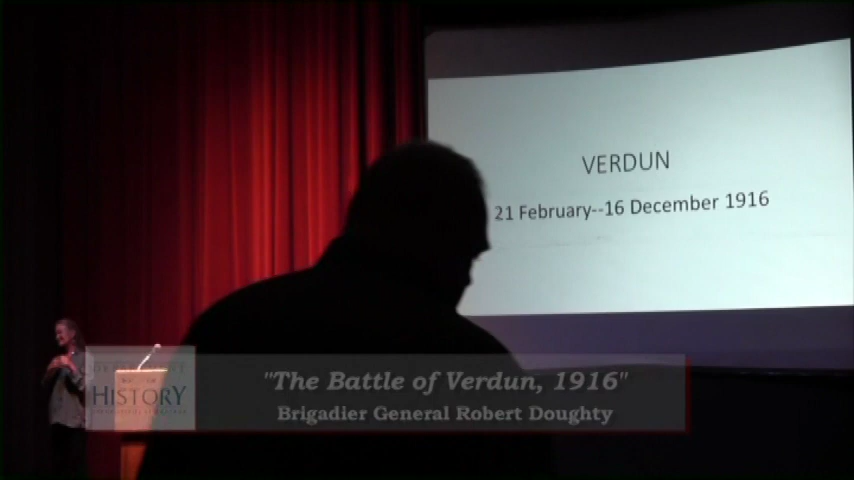 VERDUN
21 February--16 December 1916
HISTORY
"The Battle of Verdun, 1916"
Brigadier General Robert Doughty